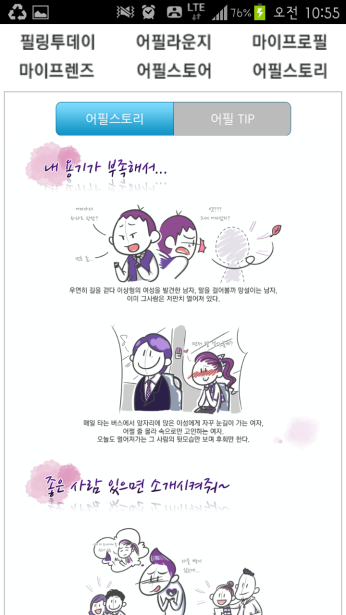 LTE 76% 오전 10:55
필링투데이 어필라운지 마이프로필
마이프렌즈 어필스토어 어필스토리
어필스토리 어필 TIP
내 용기가 부족해서...
우연히 길을 걷다 이상형의 여성을 발견한 남자, 말을 걸어볼까 망설이는 남자,
이미 그사람은 저만치 멀어져 있다.
매일 타는 버스에서 앞자리에 앉은 이성에게 자꾸 눈길이 가는 여자,
어쩔 줄 몰라 속으로만 고민하는 여자.
오늘도 멀어져가는 그 사람의 뒷모습만 보며 후회만 한다.
좋은 사람 있으면 소개시켜줘~